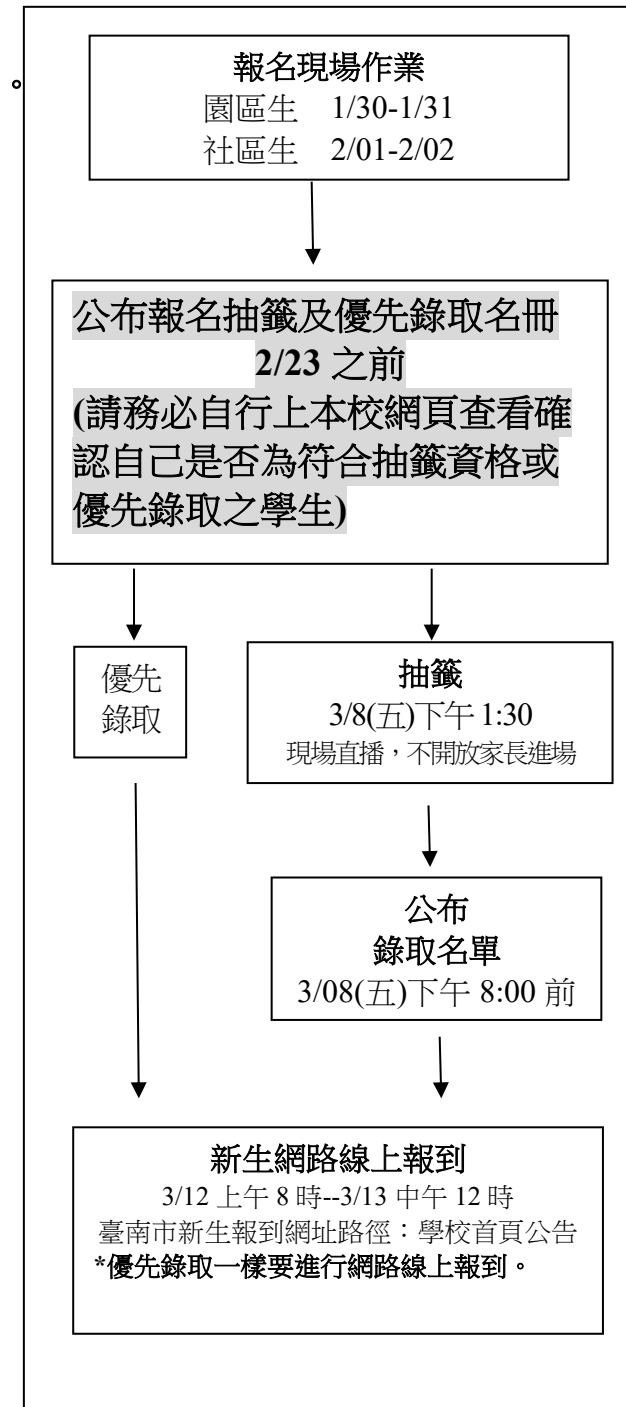 。
報名現場作業
園區生 1/30-1/31
社區生 2/01-2/02
公布報名抽籤及優先錄取名冊
2/23 之前
(請務必自行上本校網頁查看確
認自己是否為符合抽籤資格或
優先錄取之學生)
優先
錄取
抽籤
3/8(五)下午 1:30
現場直播，不開放家長進場
公布
錄取名單
3/08(五)下午 8:00 前
新生網路線上報到
3/12 上午 8 時--3/13 中午 12 時
臺南市新生報到網址路徑：學校首頁公告
*優先錄取一樣要進行網路線上報到。